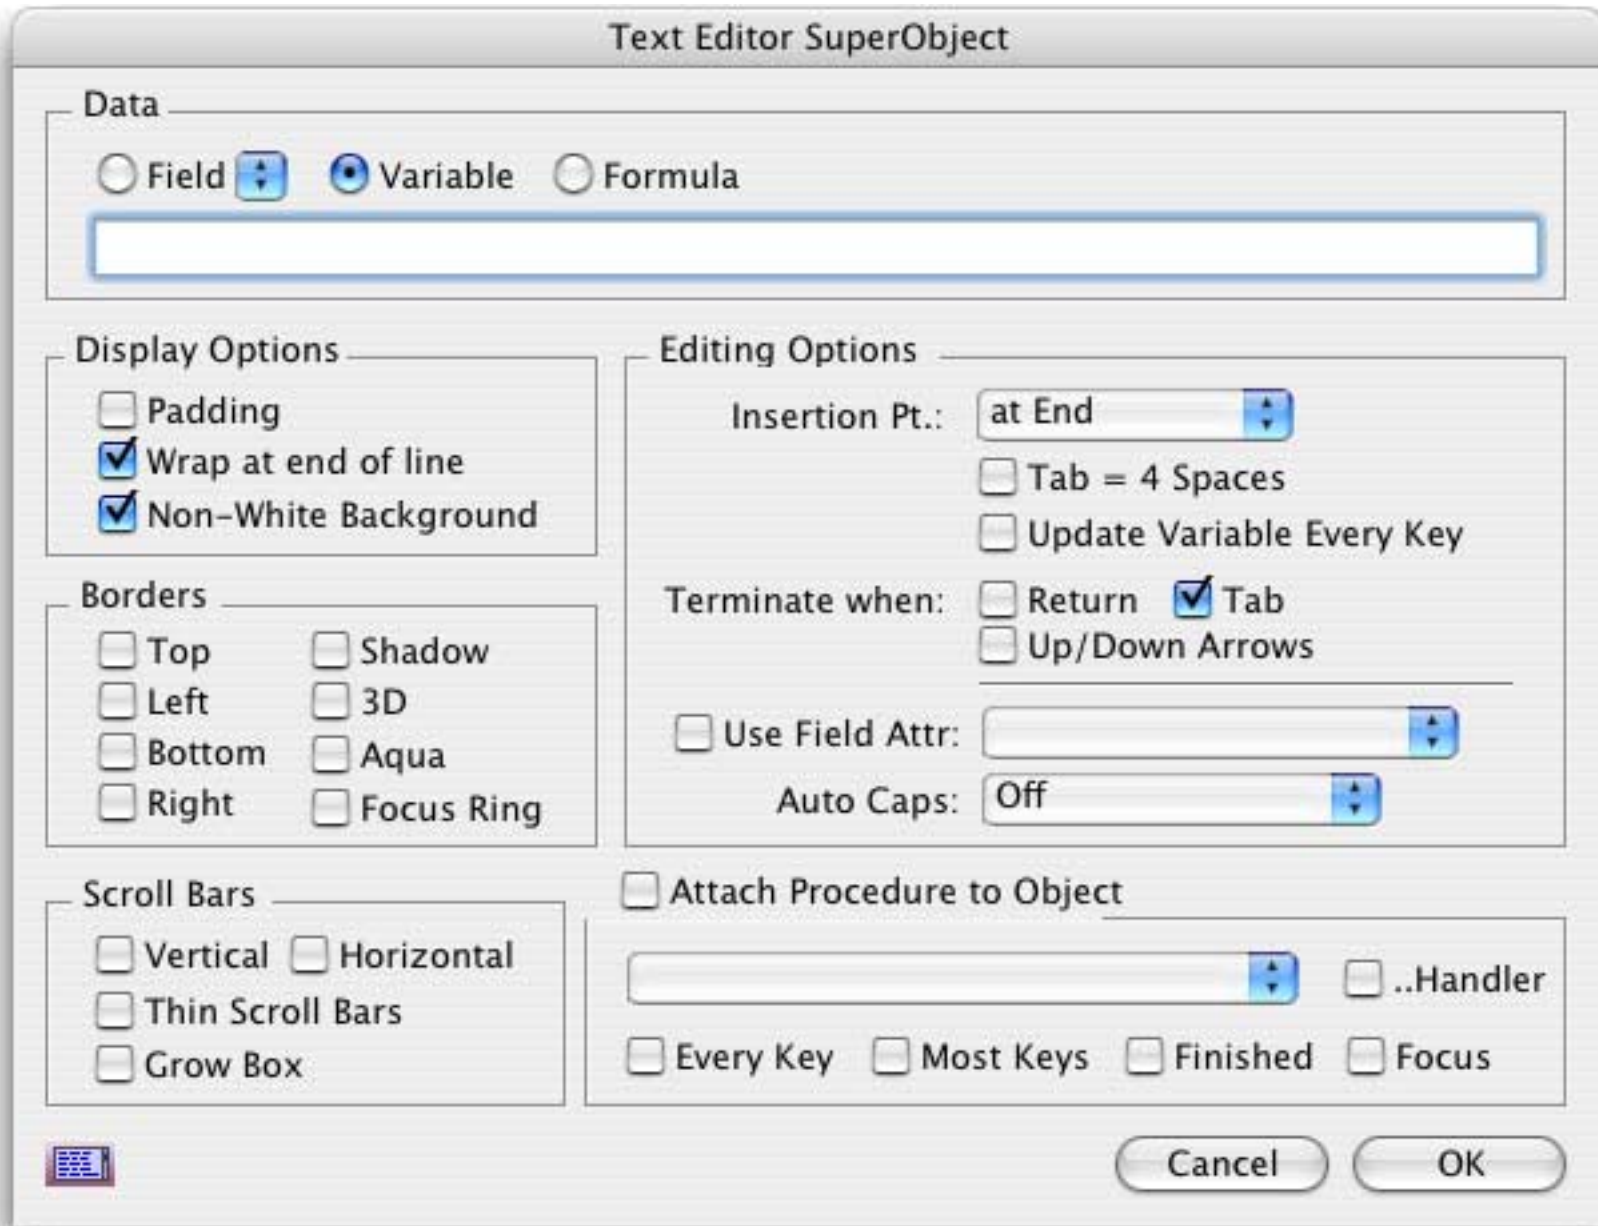 Text Editor SuperObject
Data
Field Variable Formula
Display Options
Padding
Wrap at end of line
Non-White Background
Editing Options
Insertion Pt.: at End
Tab = 4 Spaces
Update Variable Every Key
Terminate when: Return Tab
Up/Down Arrows
Use Field Attr:
Auto Caps: Off
Borders
Top Shadow
Left 3D
Bottom Aqua
Right Focus Ring
Scroll Bars
Vertical Horizontal
Thin Scroll Bars
Grow Box
Attach Procedure to Object
..Handler
Every Key Most Keys Finished Focus
Cancel OK